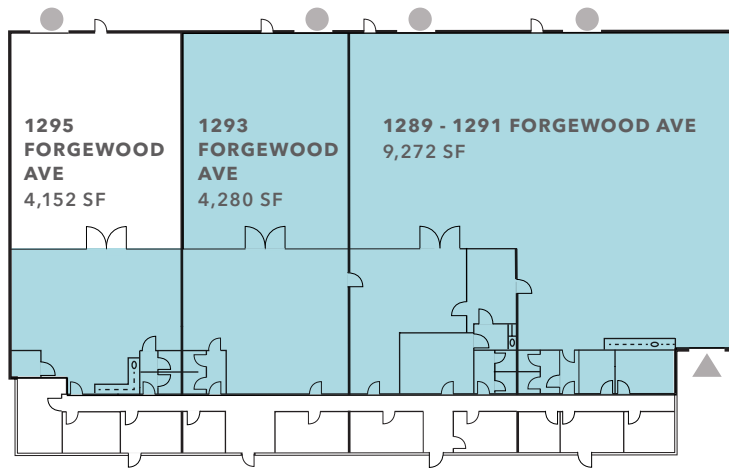 1295
FORGEWOOD
AVE
4,152 SF
1293
FORGEWOOD
AVE
4,280 SF
1289 - 1291 FORGEWOOD AVE
9,272 SF